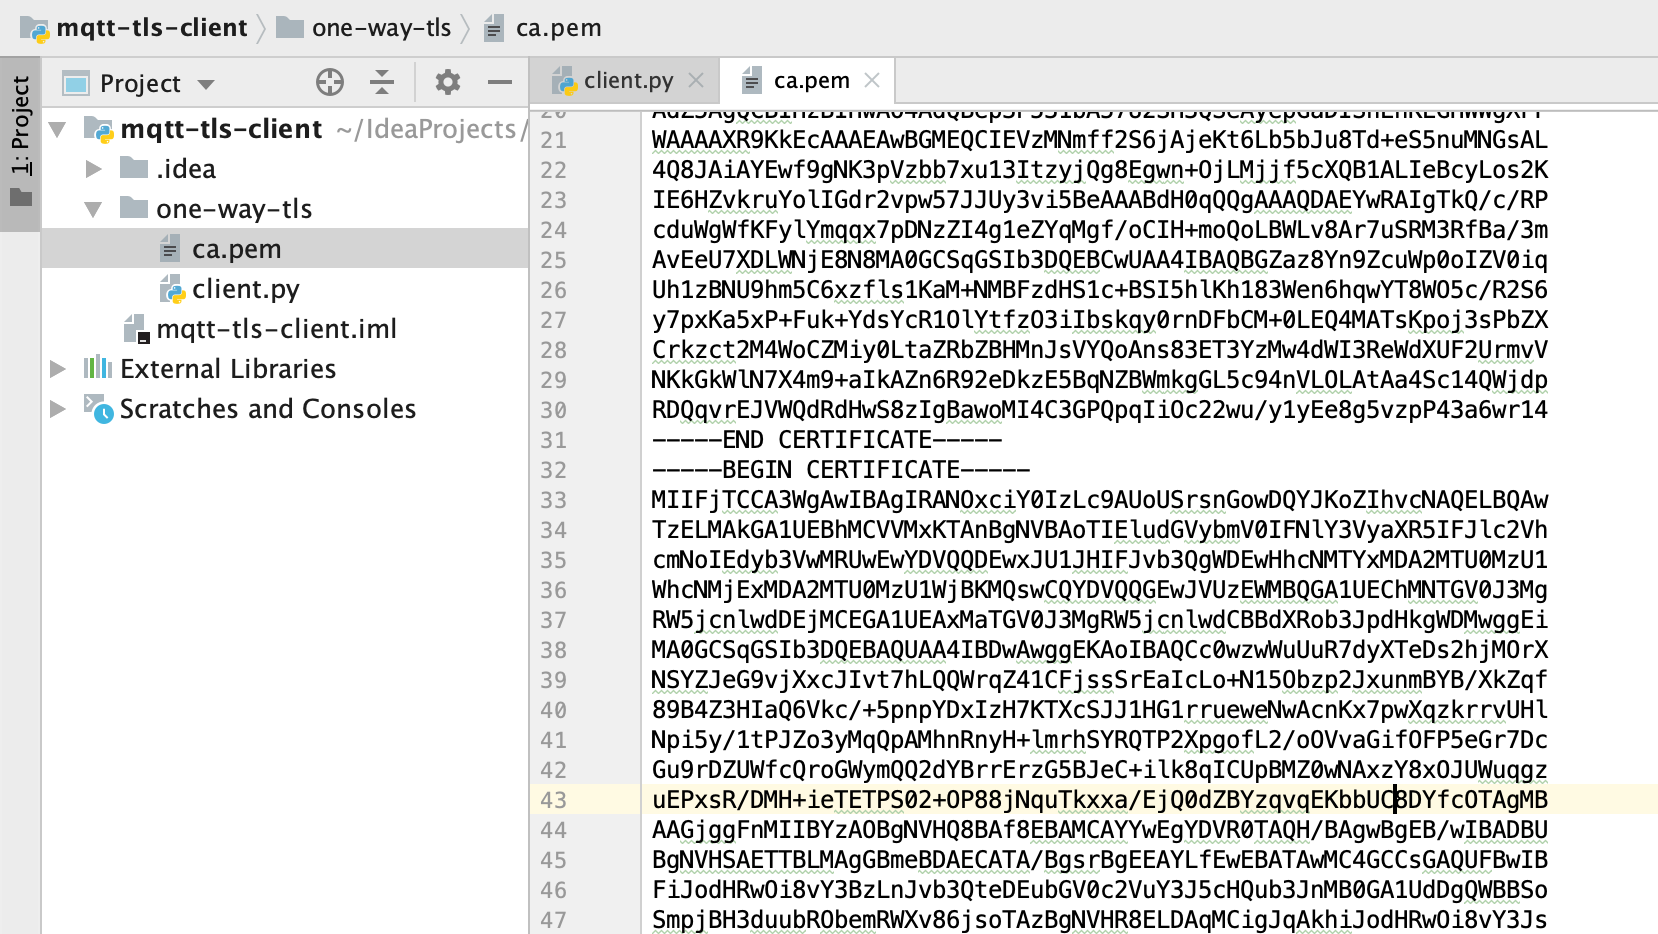 mqtt-tls-client
one-way-tls
ca.pem
1: Project
Project
client.py
ca.pem
mqtt-tls-client ~/IdeaProjects/
.idea
one-way-tls
ca.pem
client.py
mqtt-tls-client.iml
External Libraries
Scratches and Consoles
20
21 WAAAAXR9KkEcAAAEAwBGMEQCIEVzMNmff2S6jAjeKt6Lb5bJu8Td+eS5nuMNGsAL
22 4Q8JAiAYEwf9gNK3pVzbb7xu13ItzyjQg8Egwn+OjLMjjf5cXQB1ALIeBcyLos2K
23 IE6HZvkruYolIGdr2vpw57JJUy3vi5BeAAABdH0qQQgAAAQDAEYwRAIgTkQ/c/RP
24 cduWgWfKFylYmqqx7pDNzZI4g1eZYqMgf/oCIH+moQoLBWLv8Ar7uSRM3RfBa/3m
25 AvEeU7XDLWNjE8N8MA0GCSqGSIb3DQEBCwUAA4IBAQBGZaz8Yn9ZcuWp0oIZV0iq
26 Uh1zBNU9hm5C6xzfls1KaM+NMBFzdHS1c+BSI5hlKh183Wen6hqwYT8WO5c/R2S6
27 y7pxKa5xP+Fuk+YdsYcR1OlYtfzO3iIbskqy0rnDFbCM+0LEQ4MATsKpoj3sPbZX
28 Crkzct2M4WoCZMiy0LtaZRbZBHMnJsVYQoAns83ET3YzMw4dWI3ReWdXUF2UrmvV
29 NKkGkWlN7X4m9+aIkAZn6R92eDkzE5BqNZBWmkgGL5c94nVLOLAtAa4Sc14QWjdp
30 RDQqvrEJVWQdRdHwS8zIgBawoMI4C3GPQpqIiOc22wu/y1yEe8g5vzpP43a6wr14
31 -----END CERTIFICATE-----
32 -----BEGIN CERTIFICATE-----
33 MIIFjTCCA3WgAwIBAgIRANOxciY0IzLc9AUoUSrsnGowDQYJKoZIhvcNAQELBQAw
34 TzELMAkGA1UEBhMCVVMxKTAnBgNVBAoTIEludGVybmV0IFNlY3VyaXR5IFJlc2Vh
35 cmNoIEdyb3VwMRUwEwYDVQQDEwxJU1JHIFJvb3QgWDEwHhcNMTYxMDA2MTU0MzU1
36 WhcNMjExMDA2MTU0MzU1WjBKMQswCQYDVQQGEwJVUzEWMBQGA1UEChMNTGV0J3Mg
37 RW5jcnlwdDEjMCEGA1UEAxMaTGV0J3MgRW5jcnlwdCBBdXRob3JpdHkgWDMwggEi
38 MA0GCSqGSIb3DQEBAQUAA4IBDwAwggEKAoIBAQCc0wzwWuUuR7dyXTeDs2hjMOrX
39 NSYZJeG9vjXxcJIvt7hLQQWrqZ41CFjssSrEaIcLo+N15Obzp2JxunmBYB/XkZqf
40 89B4Z3HIaQ6Vkc/+5pnpYDxIzH7KTXcSJJ1HG1rrueweNwAcnKx7pwXqzkrrvUHl
41 Npi5y/1tPJZo3yMqQpAMhnRnyH+lmrhSYRQTP2XpgofL2/oOVvaGifOFP5eGr7Dc
42 Gu9rDZUWfcQroGWymQQ2dYBrrErzG5BJeC+ilk8qICUpBMZ0wNAxzY8xOJUWuqgz
43 uEPxsR/DMH+ieTETPS02+OP88jNquTkxxa/EjQ0dZBYzqvqEKbbUC8DYfcOTAgMB
44 AAGjggFnMIIBYzAOBgNVHQ8BAf8EBAMCAYYwEgYDVR0TAQH/BAgwBgEB/wIBADBU
45 BgNVHSAETTBLMAgGBmeBDAECATA/BgsrBgEEAYLfEwEBATAwMC4GCCsGAQUFBwIB
46 FiJodHRwOi8vY3BzLnJvb3QteDEubGV0c2VuY3J5cHQub3JnMB0GA1UdDgQWBBSo
47 SmpjBH3duubRObemRWXv86jsoTAzBgNVHR8ELDAqMCigJqAkhiJodHRwOi8vY3Js